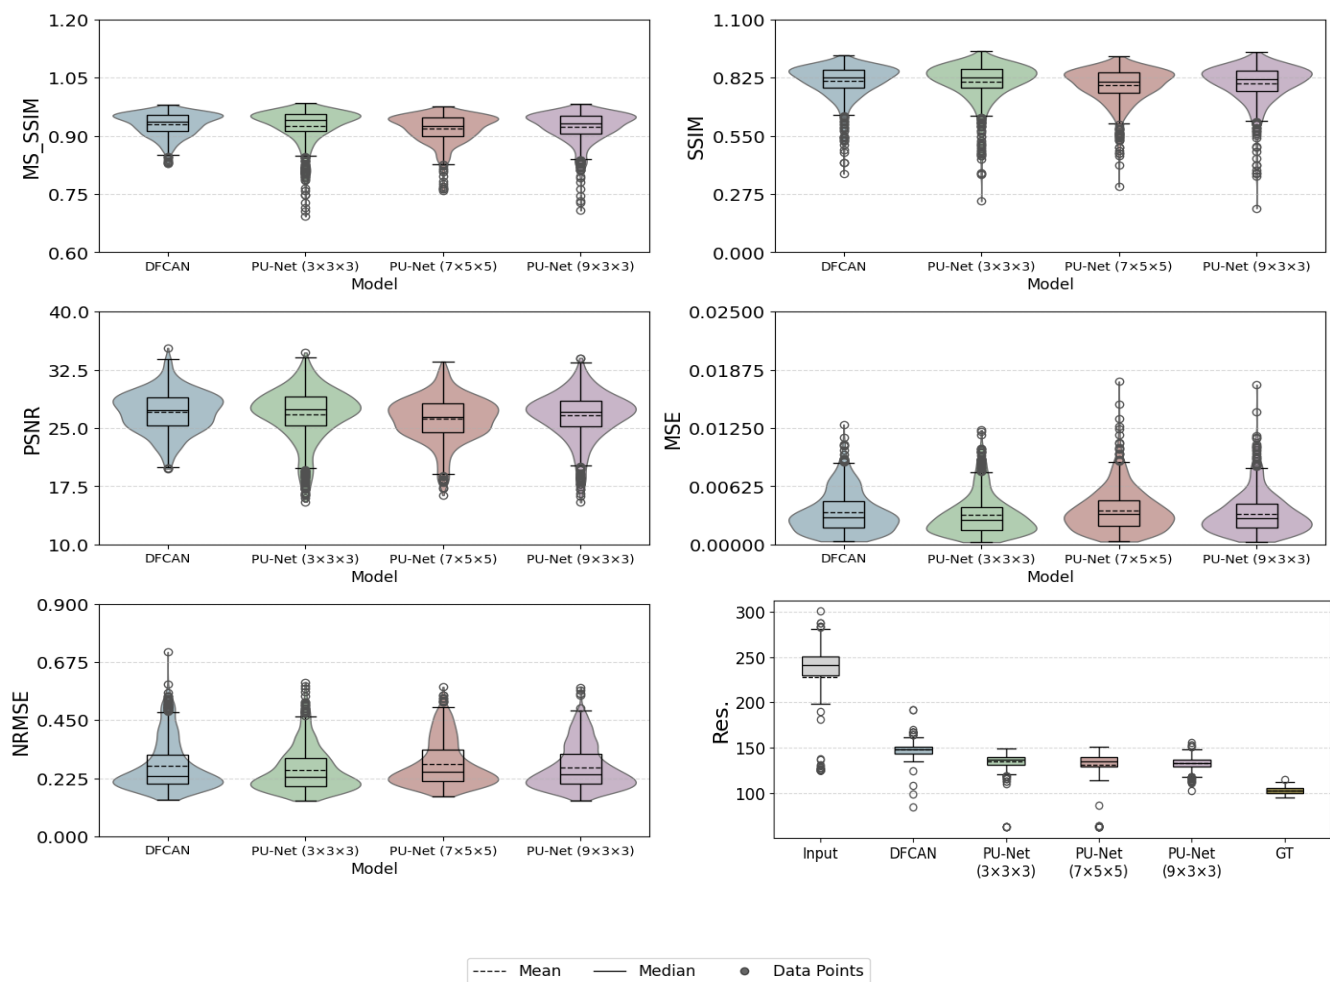 1.20
1.05
0.90
0.75
0.60
MS_SSIM
DFCAN PU-Net (3×3×3) PU-Net (7×5×5) PU-Net (9×3×3)
Model
1.100
0.825
0.550
0.275
0.000
SSIM
DFCAN PU-Net (3×3×3) PU-Net (7×5×5) PU-Net (9×3×3)
Model
40.0
32.5
25.0
17.5
10.0
PSNR
DFCAN PU-Net (3×3×3) PU-Net (7×5×5) PU-Net (9×3×3)
Model
0.02500
0.01875
0.01250
0.00625
0.00000
MSE
DFCAN PU-Net (3×3×3) PU-Net (7×5×5) PU-Net (9×3×3)
Model
0.900
0.675
0.450
0.225
0.000
NRMSE
DFCAN PU-Net (3×3×3) PU-Net (7×5×5) PU-Net (9×3×3)
Model
300
250
200
150
100
Res.
Input DFCAN PU-Net PU-Net PU-Net GT
(3×3×3) (7×5×5) (9×3×3)
Mean Median Data Points